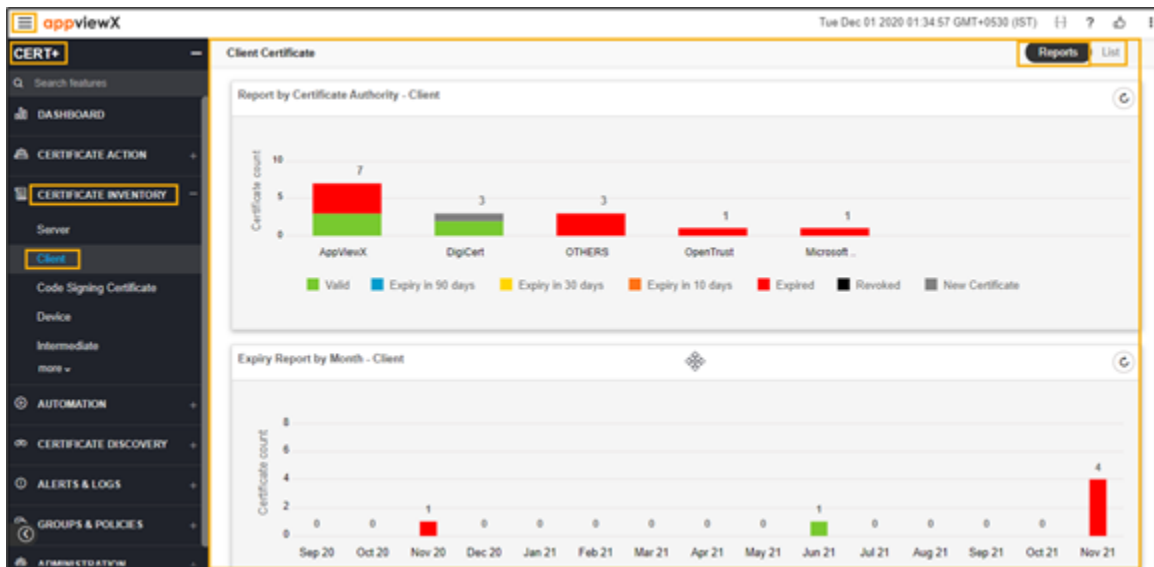 appviewX
Tue Dec 01 2020 01:34:57 GMT+0530 (IST)
?
CERT+
Client Certificate
Reports
List
Search features
DASHBOARD
CERTIFICATE ACTION +
CERTIFICATE INVENTORY −
Server
Client
Code Signing Certificate
Device
Intermediate
more
AUTOMATION +
CERTIFICATE DISCOVERY +
ALERTS & LOGS +
GROUPS & POLICIES +
ADMINISTRATION
Report by Certificate Authority - Client
Certificate count
10
5
0
7
3
3
1
1
AppViewX DigiCert OTHERS OpenTrust Microsoft ..
Valid Expiry in 90 days Expiry in 30 days Expiry in 10 days Expired Revoked New Certificate
Expiry Report by Month - Client
Certificate count
8
6
4
2
0
0 0 1 0 0 0 0 0 0 1 0 0 0 0 4
Sep 20 Oct 20 Nov 20 Dec 20 Jan 21 Feb 21 Mar 21 Apr 21 May 21 Jun 21 Jul 21 Aug 21 Sep 21 Oct 21 Nov 21